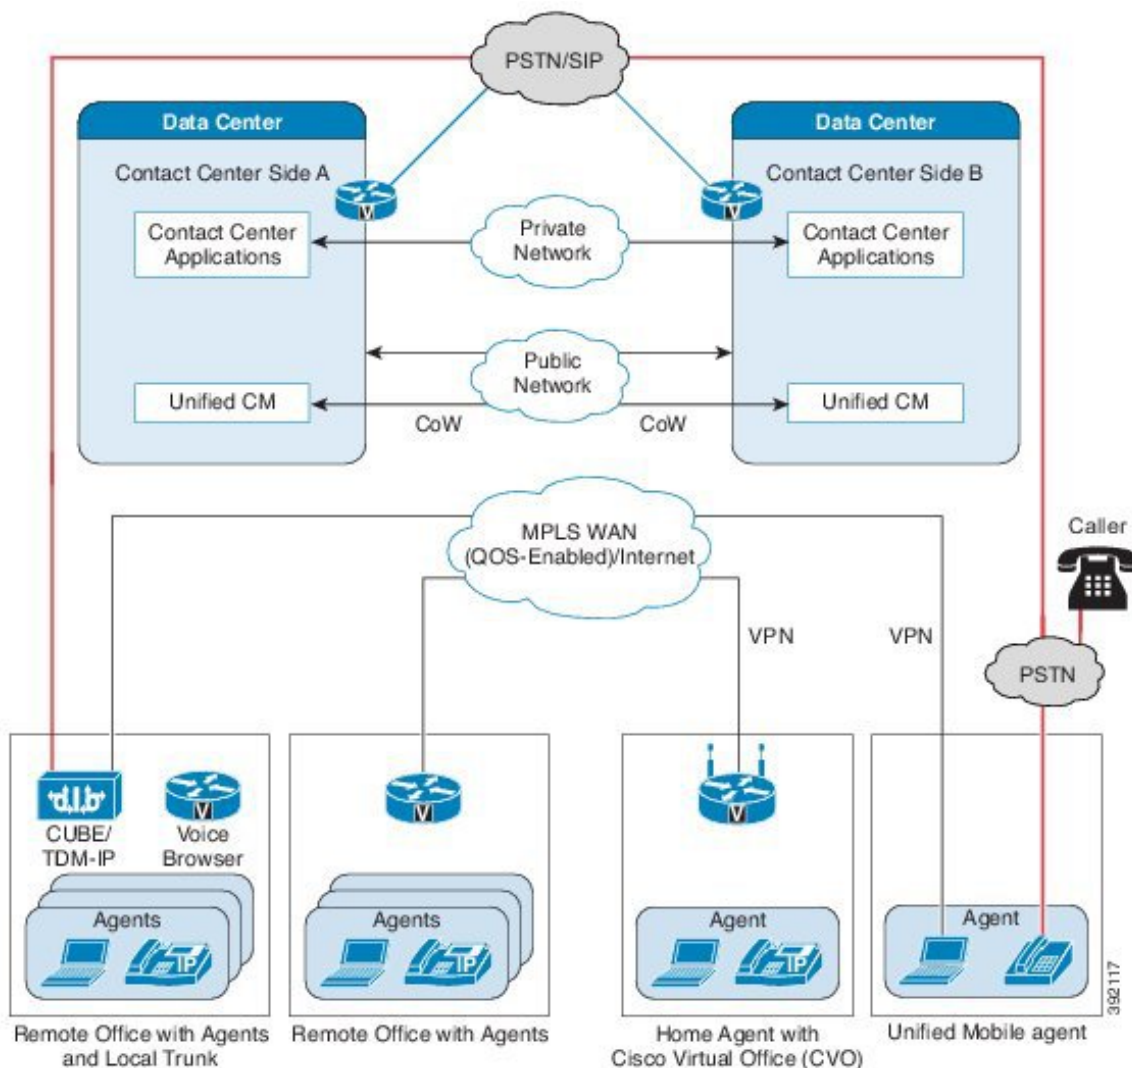 PSTN/SIP
Data Center
Data Center
Contact Center Side A
Contact Center Side B
V
V
Contact Center
Applications
Private
Network
Contact Center
Applications
Public
Network
Unified CM
Unified CM
CoW
CoW
MPLS WAN
(QOS-Enabled)/Internet
Caller
VPN
VPN
PSTN
d.l.b
V
V
V
CUBE/
TDM-IP
Voice
Browser
Agents
IP
Agents
IP
Agent
IP
Agent
392117
Remote Office with Agents
and Local Trunk
Remote Office with Agents
Home Agent with
Cisco Virtual Office (CVO)
Unified Mobile agent